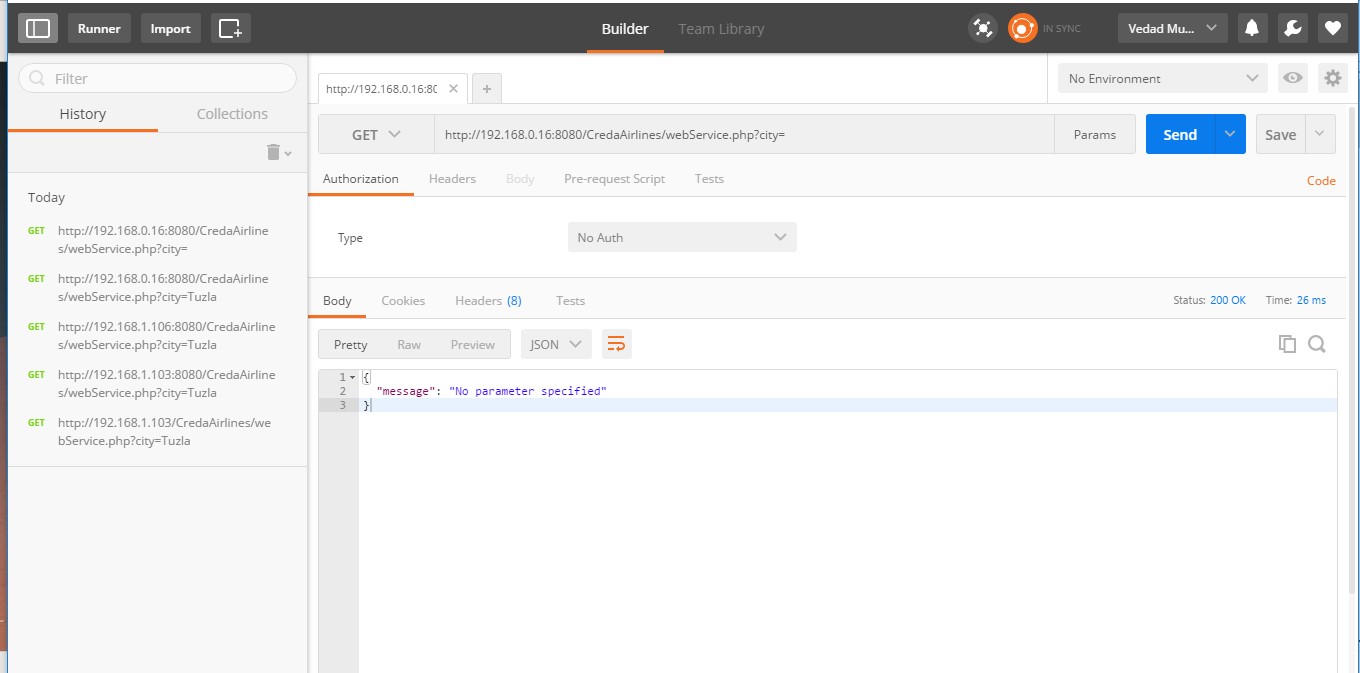 Runner
Import
Builder
Team Library
IN SYNC
Vedad Mu...
Filter
History
Collections
Today
GET http://192.168.0.16:8080/CredaAirline
s/webService.php?city=
GET http://192.168.0.16:8080/CredaAirline
s/webService.php?city=Tuzla
GET http://192.168.1.106:8080/CredaAirline
s/webService.php?city=Tuzla
GET http://192.168.1.103:8080/CredaAirline
s/webService.php?city=Tuzla
GET http://192.168.1.103/CredaAirlines/we
bService.php?city=Tuzla
http://192.168.0.16:80
+
No Environment
GET
http://192.168.0.16:8080/CredaAirlines/webService.php?city=
Params
Send
Save
Authorization
Headers
Body
Pre-request Script
Tests
Code
Type
No Auth
Body
Cookies
Headers (8)
Tests
Status: 200 OK
Time: 26 ms
Pretty
Raw
Preview
JSON
1 {
2 "message": "No parameter specified"
3 }